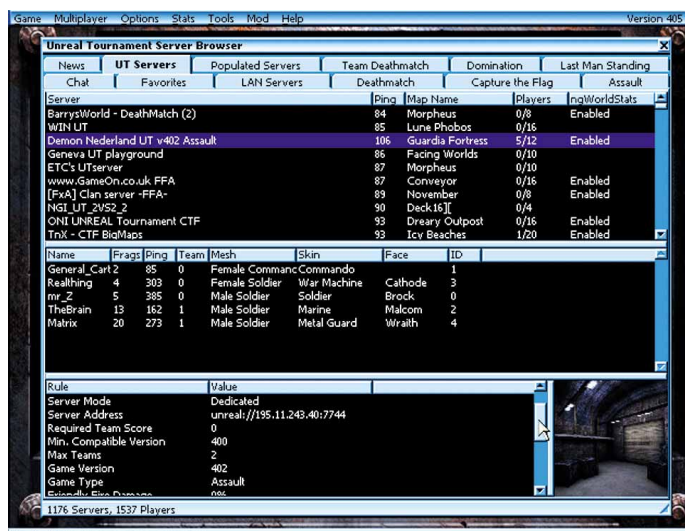 Game Multiplayer Options Stats Tools Mod Help Version 405
Unreal Tournament Server Browser X
News UT Servers Populated Servers Team Deathmatch Domination Last Man Standing
Chat Favorites LAN Servers Deathmatch Capture the Flag Assault
Server Ping Map Name Players ngWorldStats
BarrysWorld - DeathMatch (2) 84 Morpheus 0/8 Enabled
WIN UT 85 Lune Phobos 0/16
Demon Nederland UT v402 Assault 106 Guardia Fortress 5/12 Enabled
Geneva UT playground 86 Facing Worlds 0/10
ETC's UTserver 87 Morpheus 0/10
www.GameOn.co.uk FFA 87 Conveyor 0/16 Enabled
[FxA] Clan server -FFA- 89 November 0/8 Enabled
NGI_UT_2VS2_2 90 Deck16][ 0/4
ONI UNREAL Tournament CTF 93 Dreary Outpost 0/16 Enabled
TnX - CTF BigMaps 93 Icy Beaches 1/20 Enabled
Name Frags Ping Team Mesh Skin Face ID
General_Cart 2 85 0 Female Commanc Commando 1
Realthing 4 303 0 Female Soldier War Machine Cathode 3
mr_Z 5 385 0 Male Soldier Soldier Brock 0
TheBrain 13 162 1 Male Soldier Marine Malcom 2
Matrix 20 273 1 Male Soldier Metal Guard Wraith 4
Rule Value
Server Mode Dedicated
Server Address unreal://195.11.243.40:7744
Required Team Score 0
Min. Compatible Version 400
Max Teams 2
Game Version 402
Game Type Assault
Friendly Fire Damage 0%
1176 Servers, 1537 Players